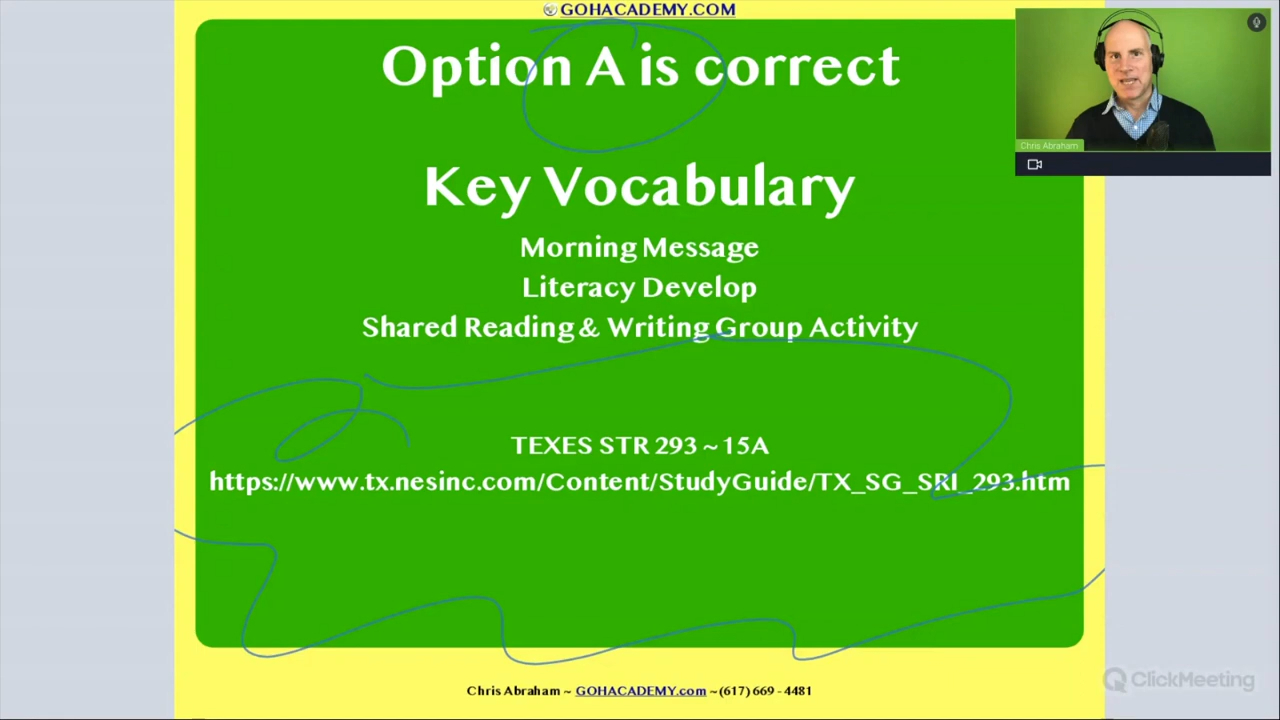 GOHACADEMY.COM
Option A is correct
Key Vocabulary
Morning Message
Literacy Develop
Shared Reading & Writing Group Activity
TEXES STR 293 ~ 15A
https://www.tx.nesinc.com/Content/StudyGuide/TX_SG_SRI_293.htm
Chris Abraham ~ GOHACADEMY.com ~(617) 669 - 4481
Chris Abraham
ClickMeeting